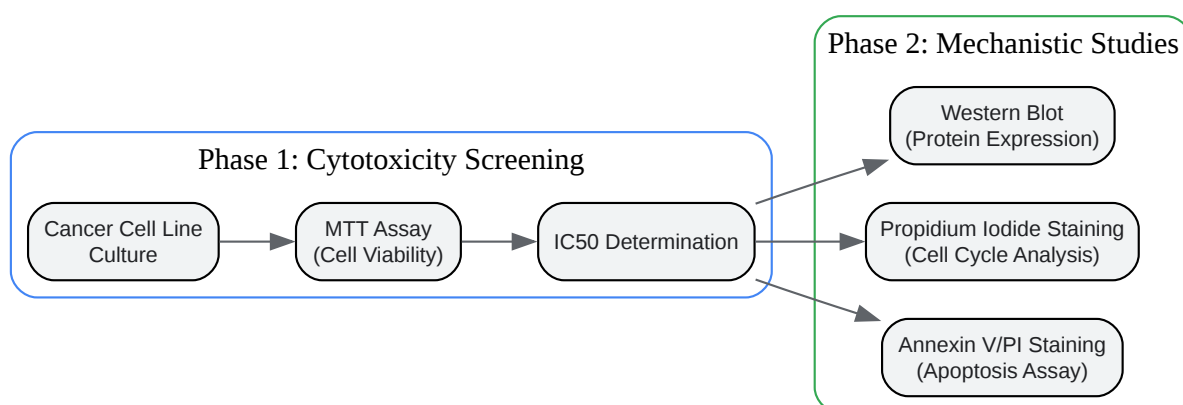 Phase 1: Cytotoxicity Screening
Cancer Cell Line
Culture
MTT Assay
(Cell Viability)
IC50 Determination
Phase 2: Mechanistic Studies
Western Blot
(Protein Expression)
Propidium Iodide Staining
(Cell Cycle Analysis)
Annexin V/PI Staining
(Apoptosis Assay)